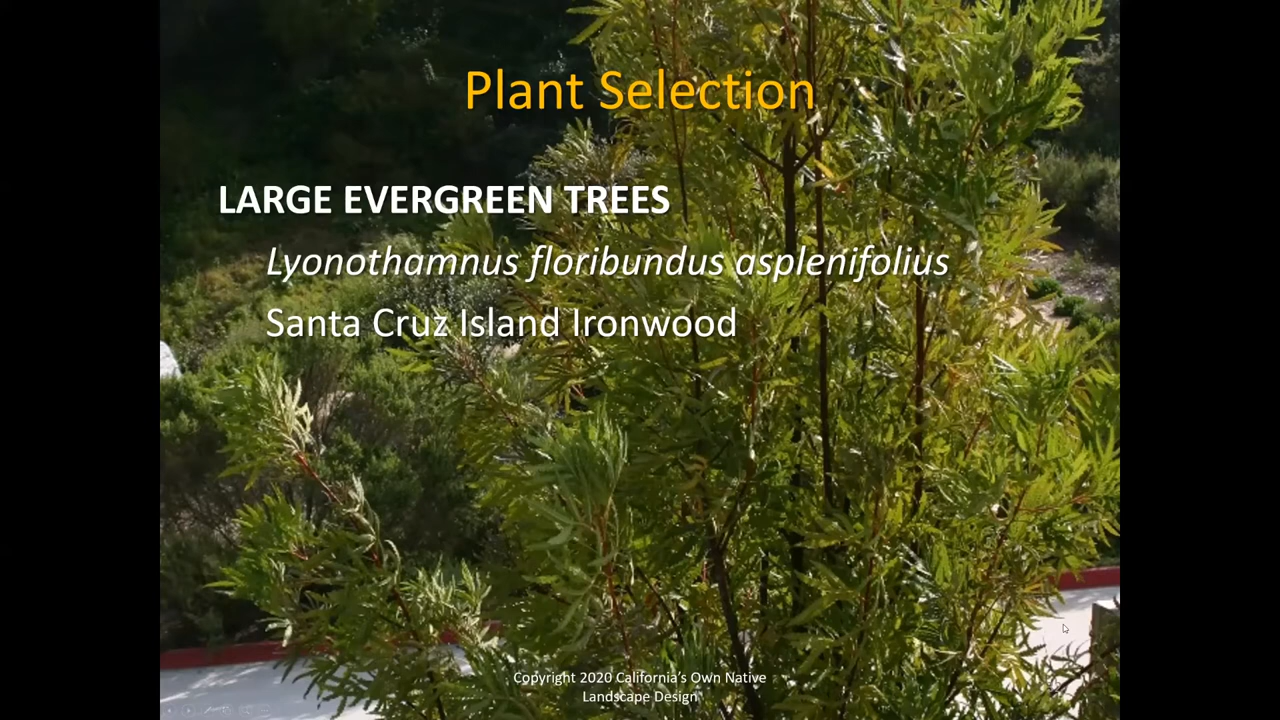 Plant Selection
LARGE EVERGREEN TREES
Lyonothamnus floribundus asplenifolius
Santa Cruz Island Ironwood
Copyright 2020 California's Own Native
Landscape Design